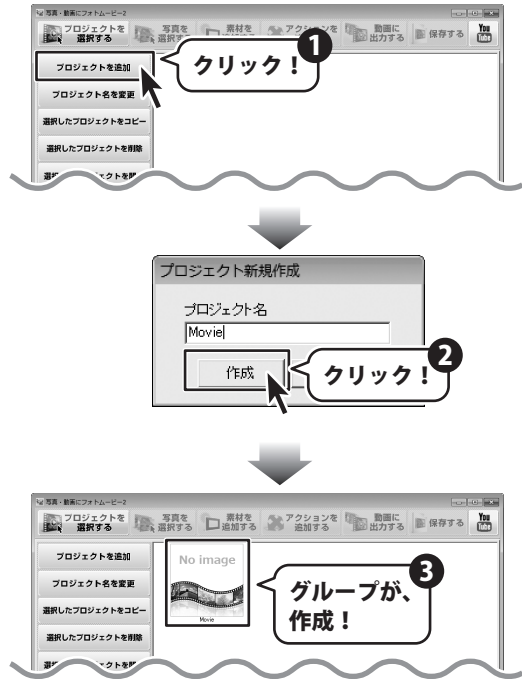 写真・動画にフォトムービー2
プロジェクトを
選択する
写真を
選択する
素材を
追加する
アクションを
追加する
動画に
出力する
保存する
You
Tube
プロジェクトを追加
プロジェクト名を変更
選択したプロジェクトをコピー
選択したプロジェクトを削除
クリック！
1
プロジェクト新規作成
プロジェクト名
Movie
作成
クリック！
2
写真・動画にフォトムービー2
プロジェクトを
選択する
写真を
選択する
素材を
追加する
アクションを
追加する
動画に
出力する
保存する
You
Tube
プロジェクトを追加
プロジェクト名を変更
選択したプロジェクトをコピー
選択したプロジェクトを削除
No image
Movie
3
グループが、
作成！